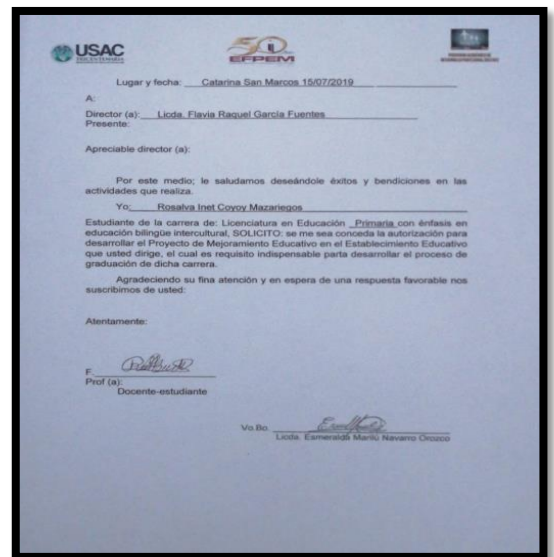 USAC
TRICENTENARIA
50
EFPEM
Lugar y fecha: Catarina San Marcos 15/07/2019
A:
Director (a): Licda. Flavia Raquel García Fuentes
Presente:
Apreciable director (a):
Por este medio; le saludamos deseándole éxitos y bendiciones en las
actividades que realiza.
Yo: Rosalva Inet Coyoy Mazariegos
Estudiante de la carrera de: Licenciatura en Educación Primaria con énfasis en
educación bilingüe intercultural, SOLICITO: se me sea conceda la autorización para
desarrollar el Proyecto de Mejoramiento Educativo en el Establecimiento Educativo
que usted dirige, el cual es requisito indispensable parta desarrollar el proceso de
graduación de dicha carrera.
Agradeciendo su fina atención y en espera de una respuesta favorable nos
suscribimos de usted:
Atentamente:
F.
Prof (a):
Docente-estudiante
Vo.Bo.
Licda. Esmeralda Marilú Navarro Orozco